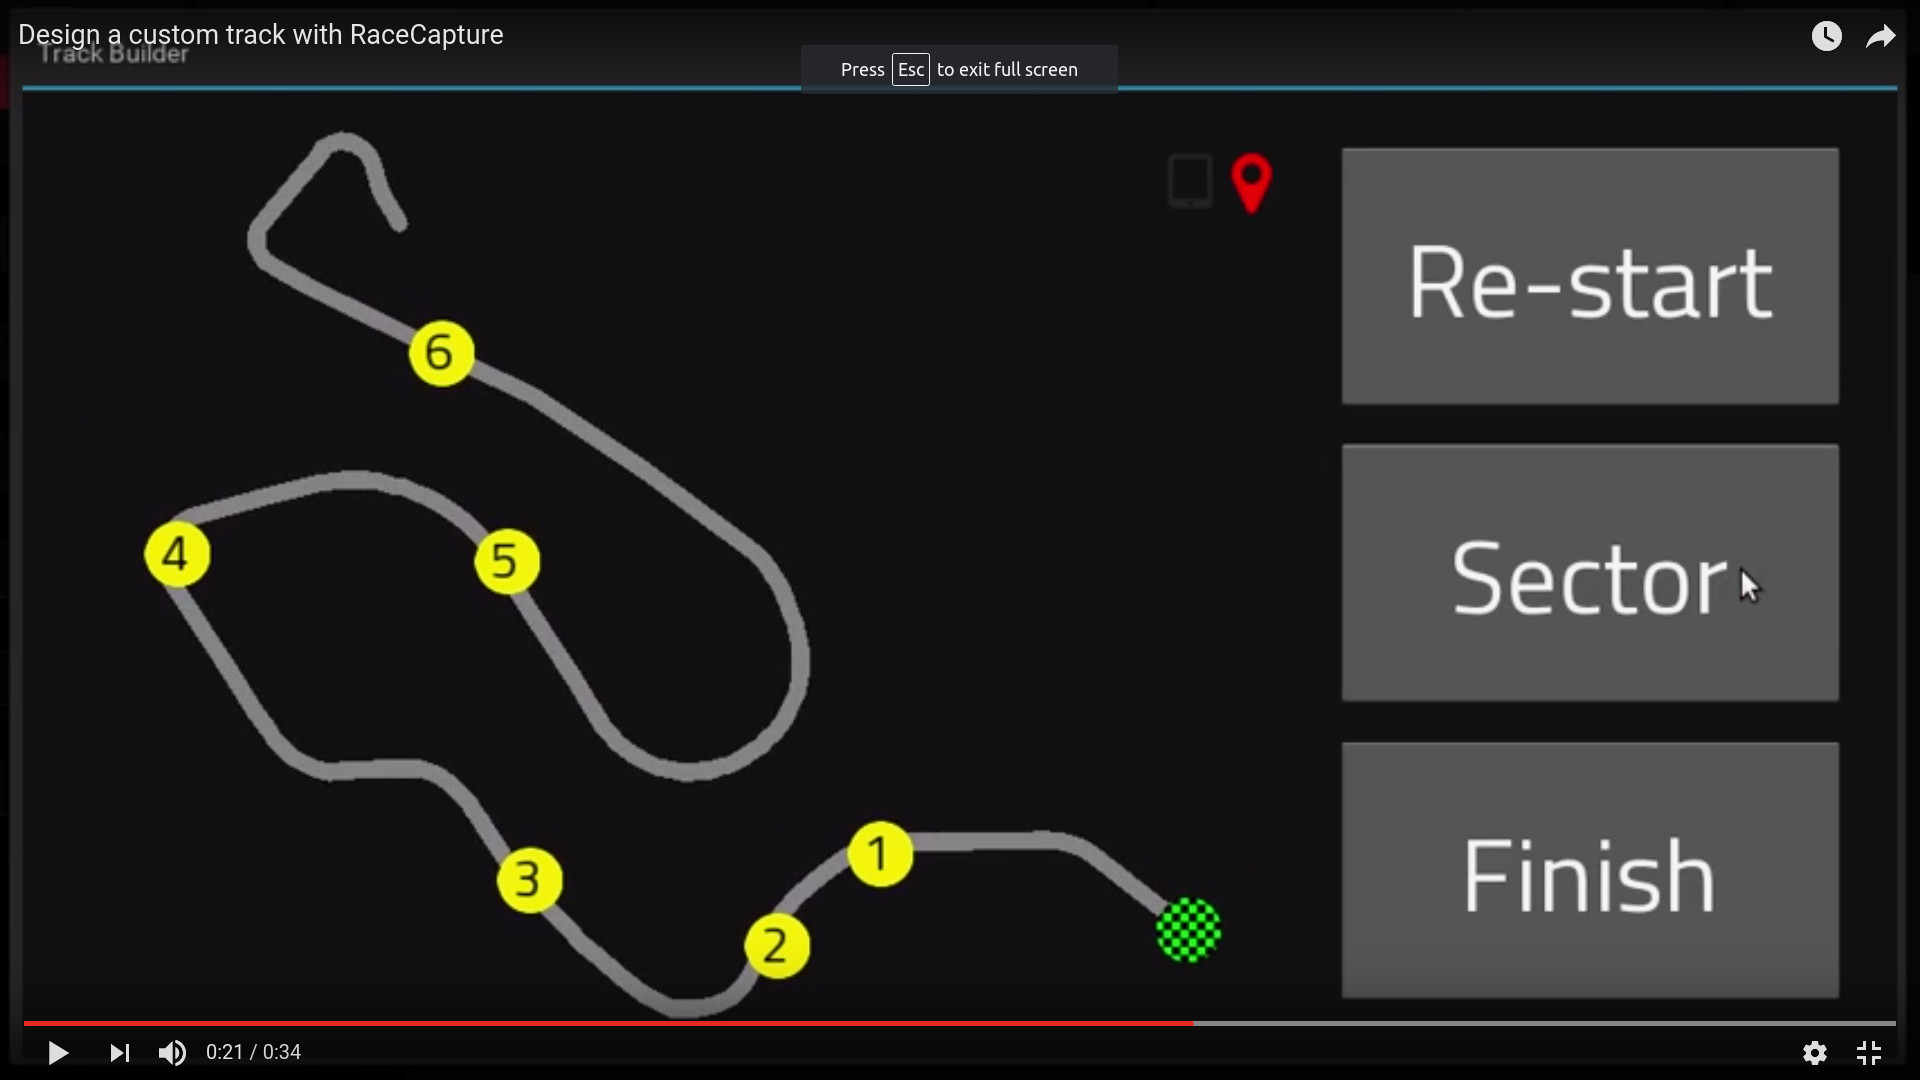 Design a custom track with RaceCapture
Track Builder
Press Esc to exit full screen
Re-start
6
Sector
4
5
1
3
2
Finish
0:21 / 0:34